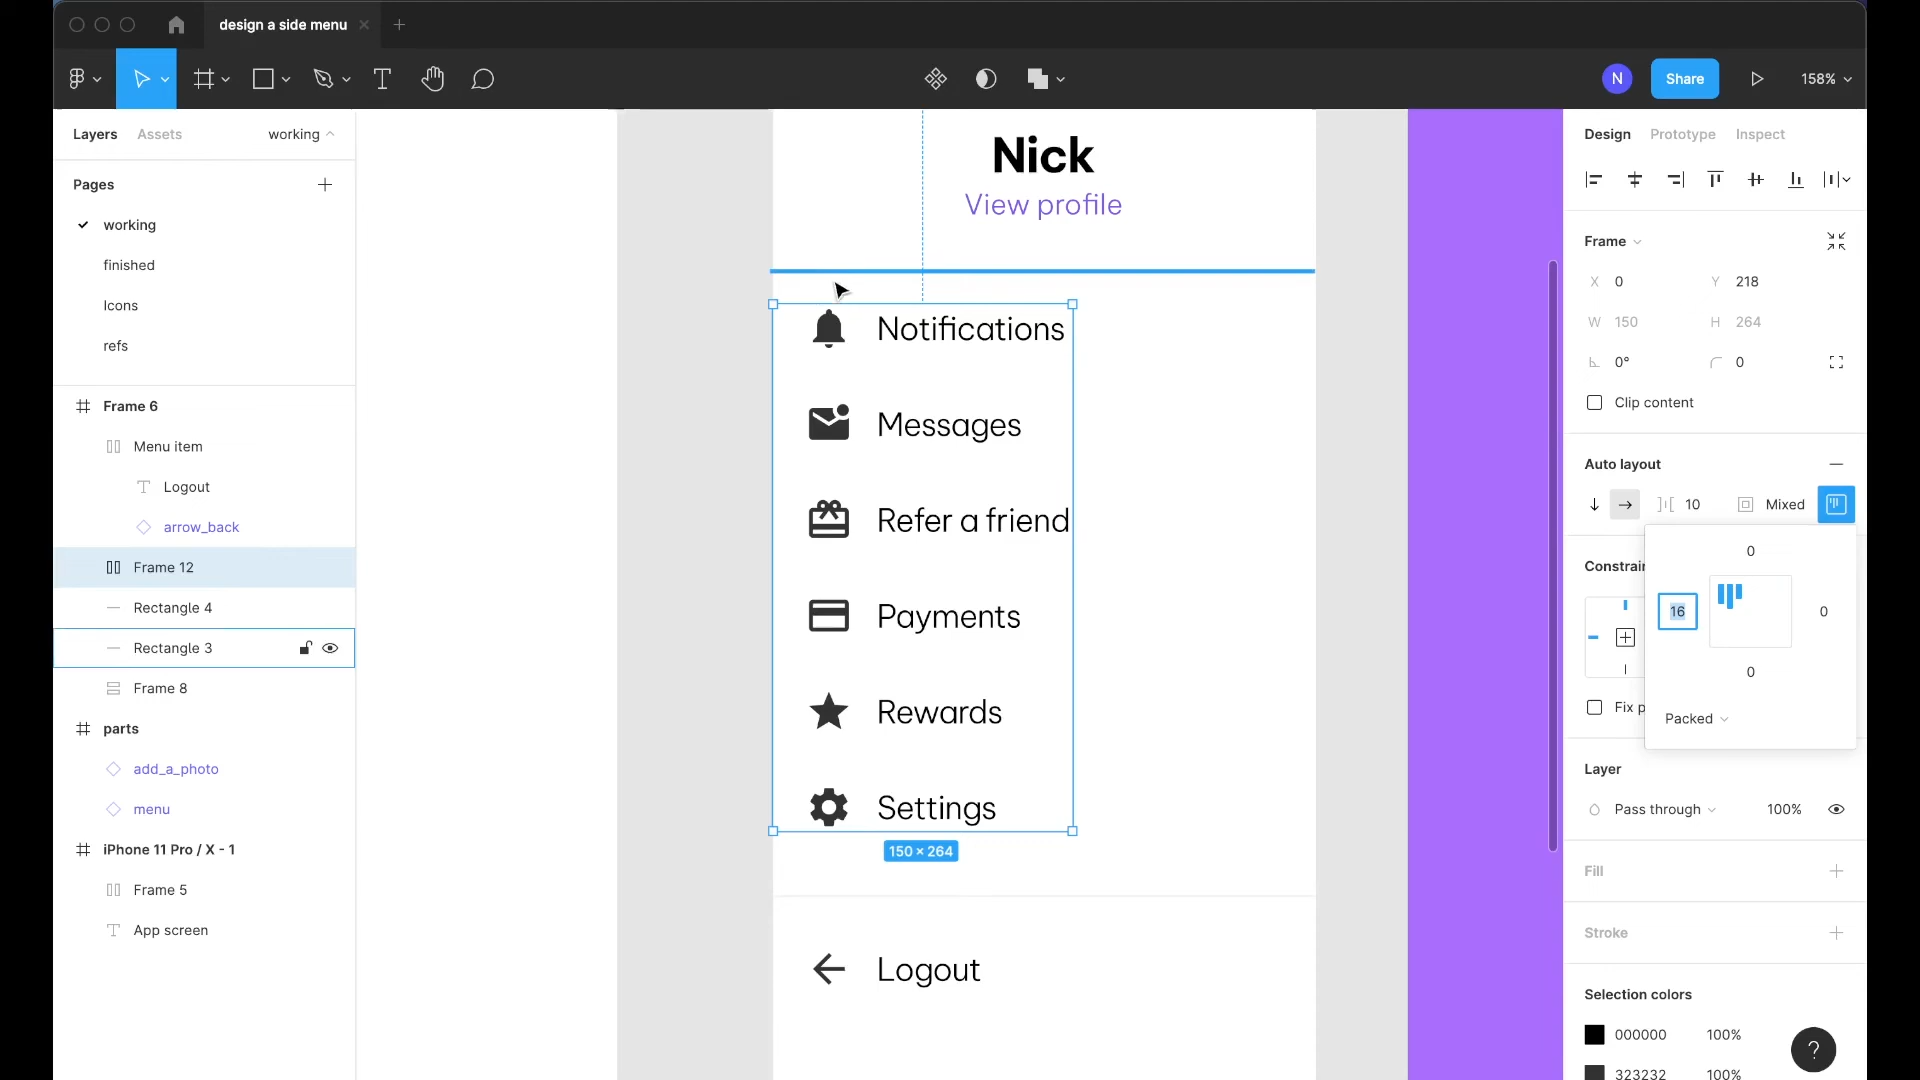 design a side menu
N
Share
158%
Layers
Assets
working
Pages
working
finished
Icons
refs
Frame 6
Menu item
Logout
arrow_back
Frame 12
Rectangle 4
Rectangle 3
Frame 8
parts
add_a_photo
menu
iPhone 11 Pro / X - 1
Frame 5
App screen
Nick
View profile
Notifications
Messages
Refer a friend
Payments
Rewards
Settings
150 × 264
Logout
Design
Prototype
Inspect
Frame
X 0
Y 218
W 150
H 264
0°
0
Clip content
Auto layout
10
Mixed
0
Constrair
16
0
0
Fix p
Packed
Layer
Pass through
100%
Fill
Stroke
Selection colors
000000
100%
323232
100%
?